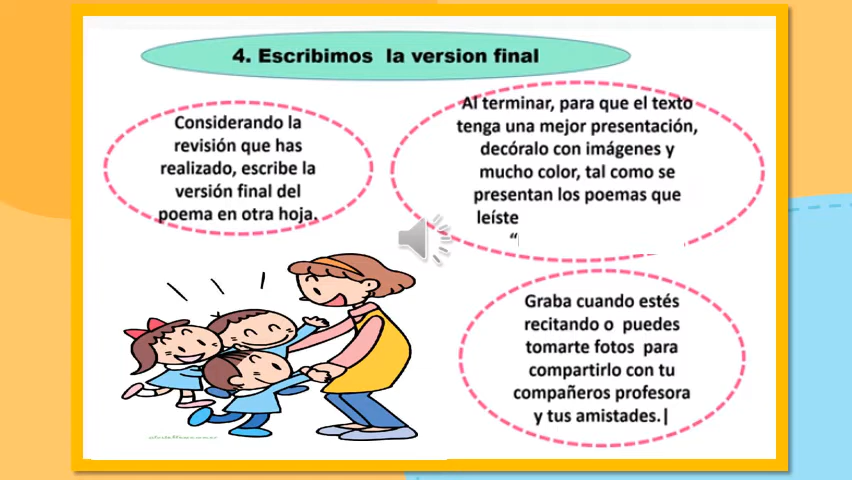 4. Escribimos la version final
Considerando la
revisión que has
realizado, escribe la
versión final del
poema en otra hoja.
Al terminar, para que el texto
tenga una mejor presentación,
decóralo con imágenes y
mucho color, tal como se
presentan los poemas que
leíste
“
Graba cuando estés
recitando o puedes
tomarte fotos para
compartirlo con tu
compañeros profesora
y tus amistades.|